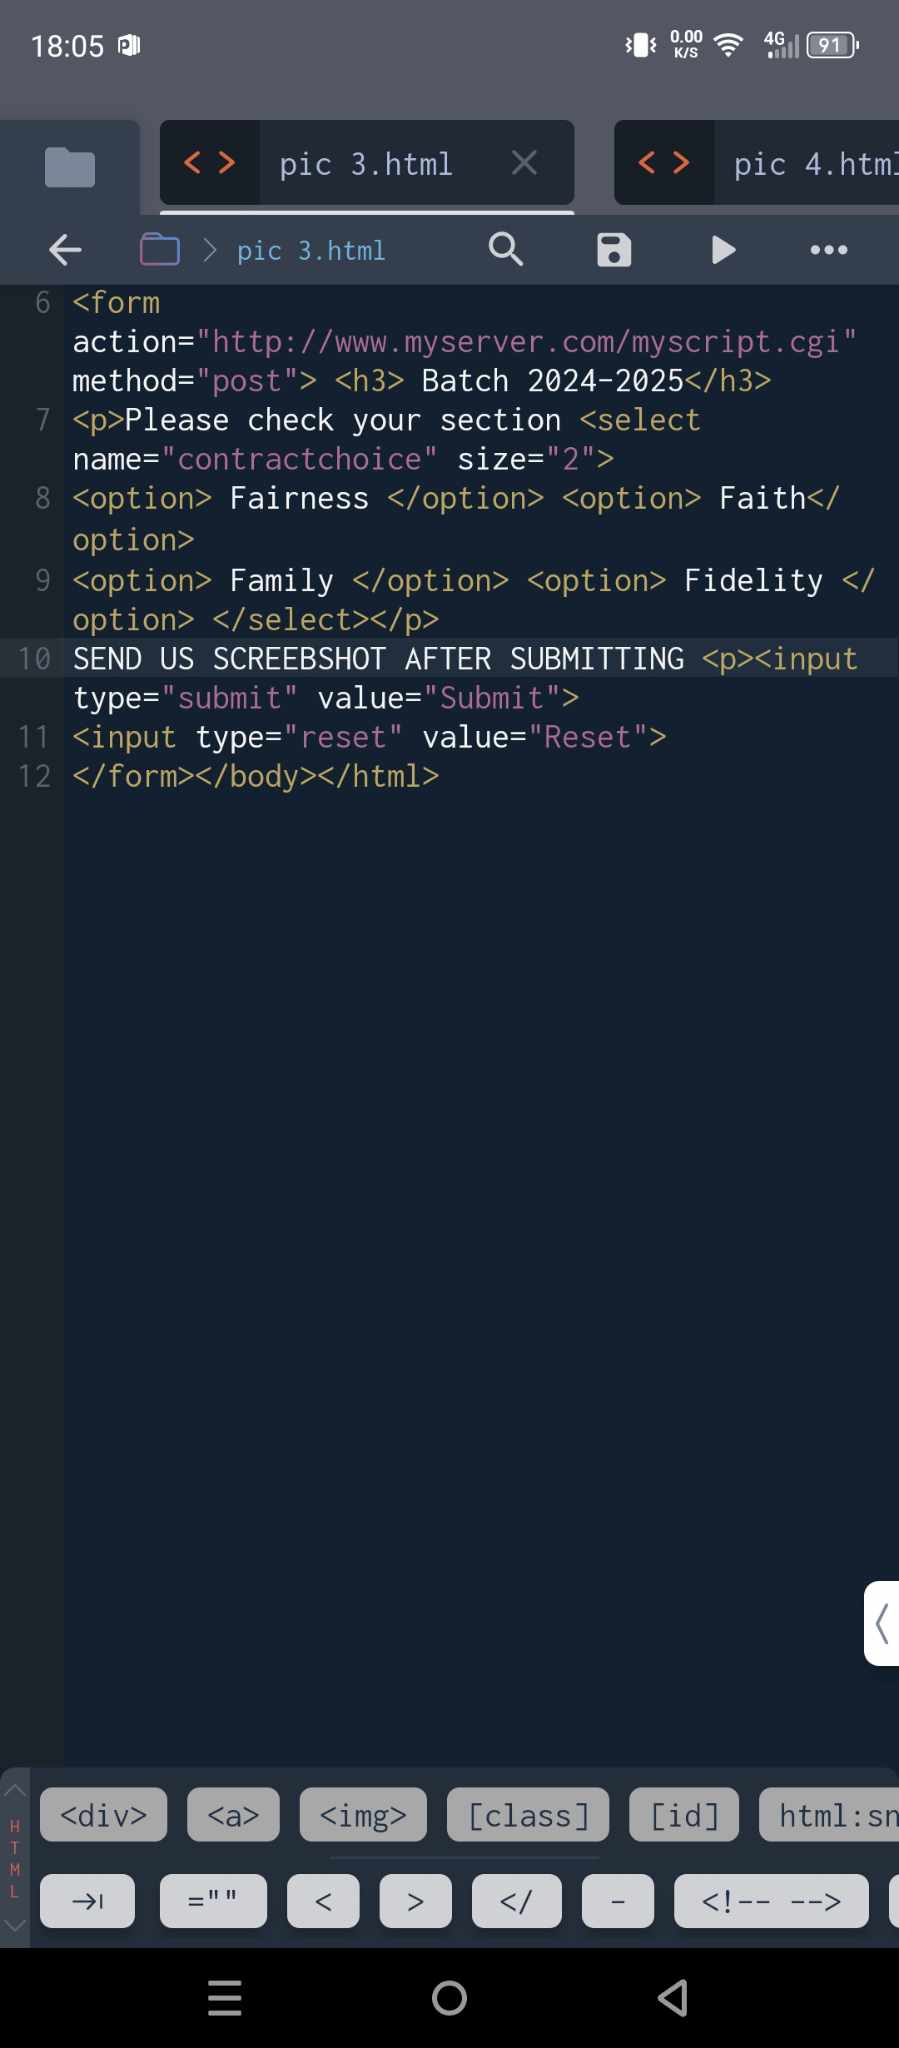 18:05 0.00 K/S 4G 91
pic 3.html pic 4.html
pic 3.html
6 <form
action="http://www.myserver.com/myscript.cgi"
method="post"> <h3> Batch 2024-2025</h3>
7 <p>Please check your section <select
name="contractchoice" size="2">
8 <option> Fairness </option> <option> Faith</
option>
9 <option> Family </option> <option> Fidelity </
option> </select></p>
10 SEND US SCREEBSHOT AFTER SUBMITTING <p><input
type="submit" value="Submit">
11 <input type="reset" value="Reset">
12 </form></body></html>
HTML
<div> <a> <img> [class] [id] html:sn
="" < > </ - <!-- -->